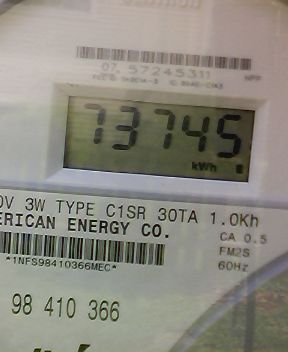 07 57245311
73745
kWh
0V 3W TYPE C1SR 30TA 1.0Kh
ERICAN ENERGY CO.
CA 0.5
FM2S
60Hz
*1NFS98410366MEC*
98 410 366